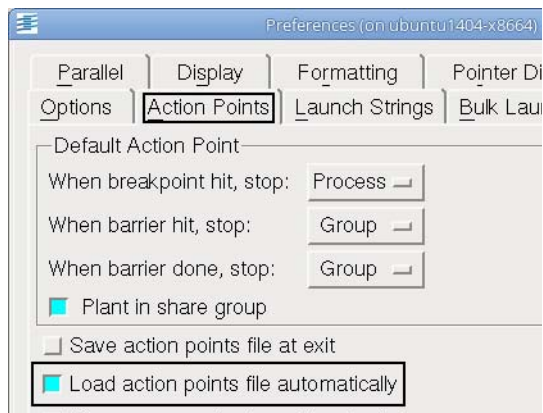 Preferences (on ubuntu1404-x8664)
Parallel Display Formatting Pointer Di
Options Action Points Launch Strings Bulk Lau
Default Action Point
When breakpoint hit, stop: Process
When barrier hit, stop: Group
When barrier done, stop: Group
Plant in share group
Save action points file at exit
Load action points file automatically